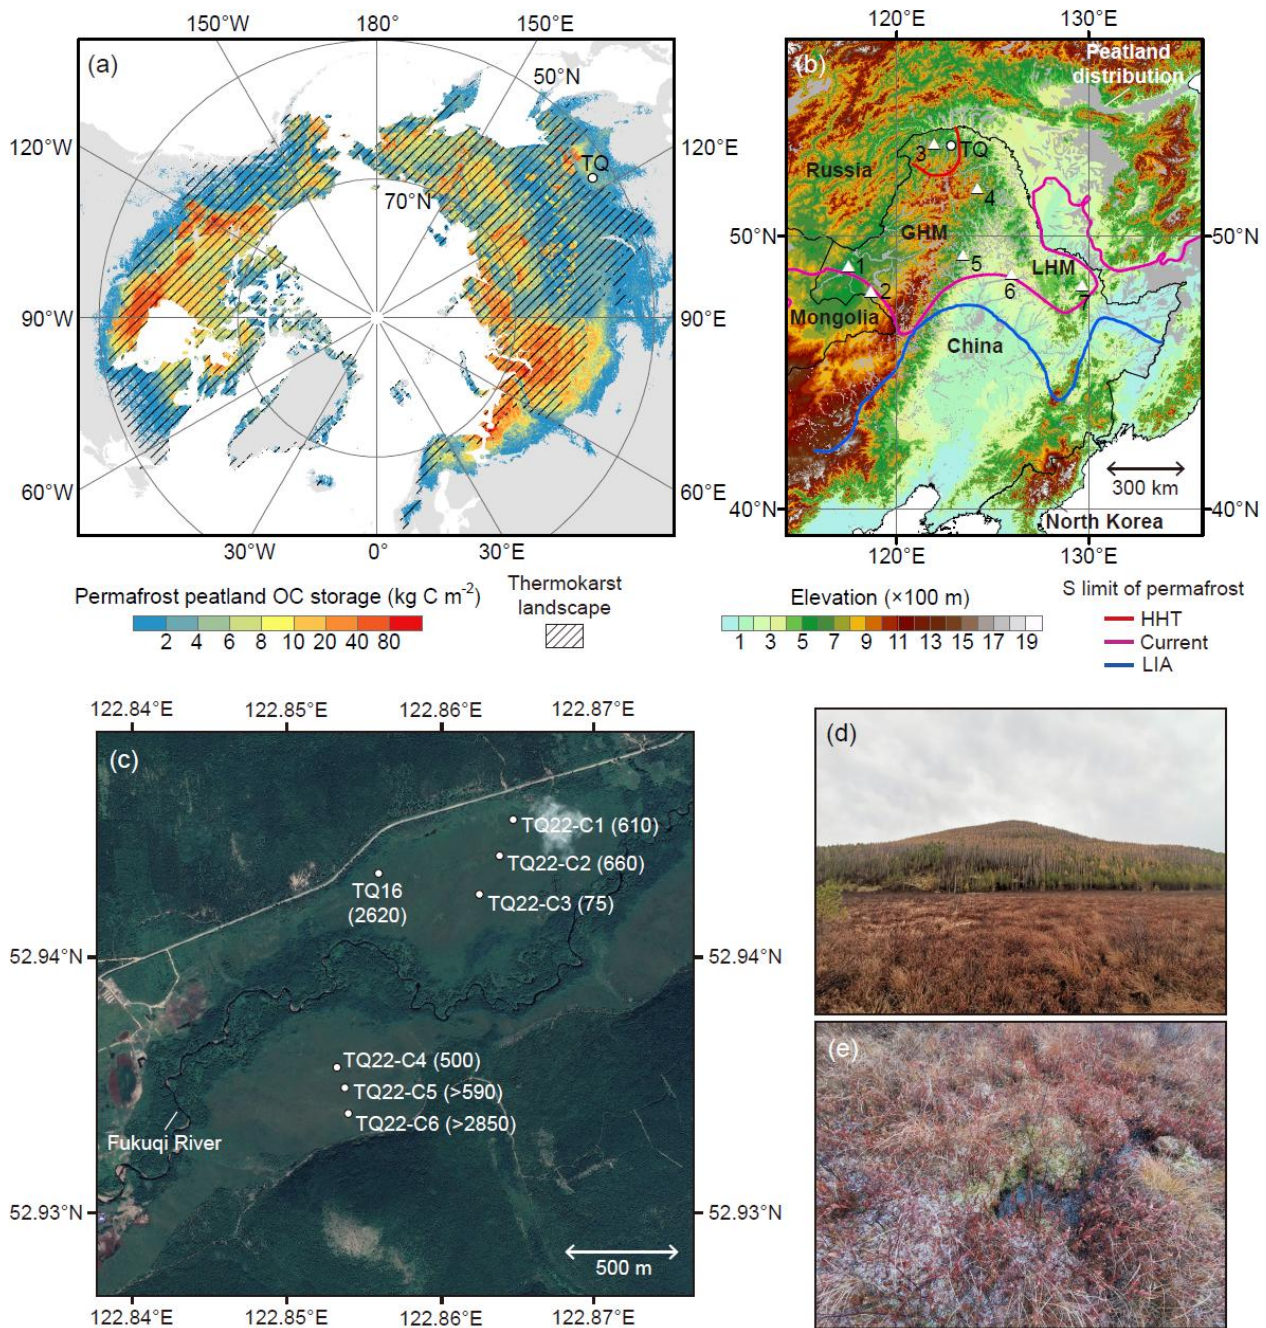 150°W 180° 150°E
(a)
50°N
120°W
120°E
TQ
70°N
90°W
90°E
60°W
60°E
30°W 0° 30°E
Permafrost peatland OC storage (kg C m⁻²)
2 4 6 8 10 20 40 80
Thermokarst
landscape
120°E 130°E
(b)
Peatland
distribution
3
TQ
Russia
4
50°N
50°N
GHM
1
5
LHM
2
6
7
Mongolia
China
300 km
40°N
40°N
North Korea
120°E 130°E
Elevation (×100 m)
1 3 5 7 9 11 13 15 17 19
S limit of permafrost
HHT
Current
LIA
122.84°E 122.85°E 122.86°E 122.87°E
(c)
TQ22-C1 (610)
TQ22-C2 (660)
TQ16
(2620)
TQ22-C3 (75)
52.94°N
52.94°N
TQ22-C4 (500)
TQ22-C5 (>590)
TQ22-C6 (>2850)
Fukuqi River
52.93°N
52.93°N
500 m
122.84°E 122.85°E 122.86°E 122.87°E
(d)
(e)